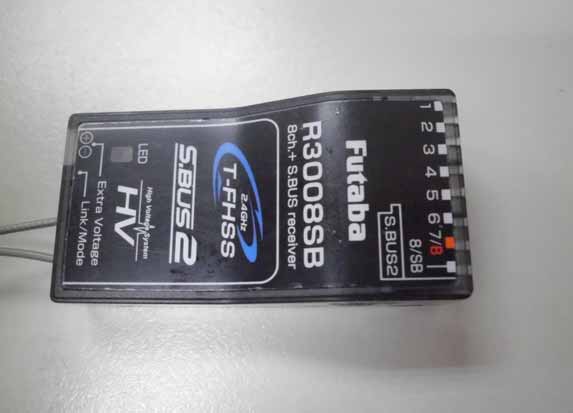 Futaba
R3008SB
8ch.+ S.BUS receiver
2.4GHz
T-FHSS
S.BUS2
High Voltage System
HV
LED
Extra Voltage
Link/Mode
1
2
3
4
5
6
7/B
8/SB
S.BUS2